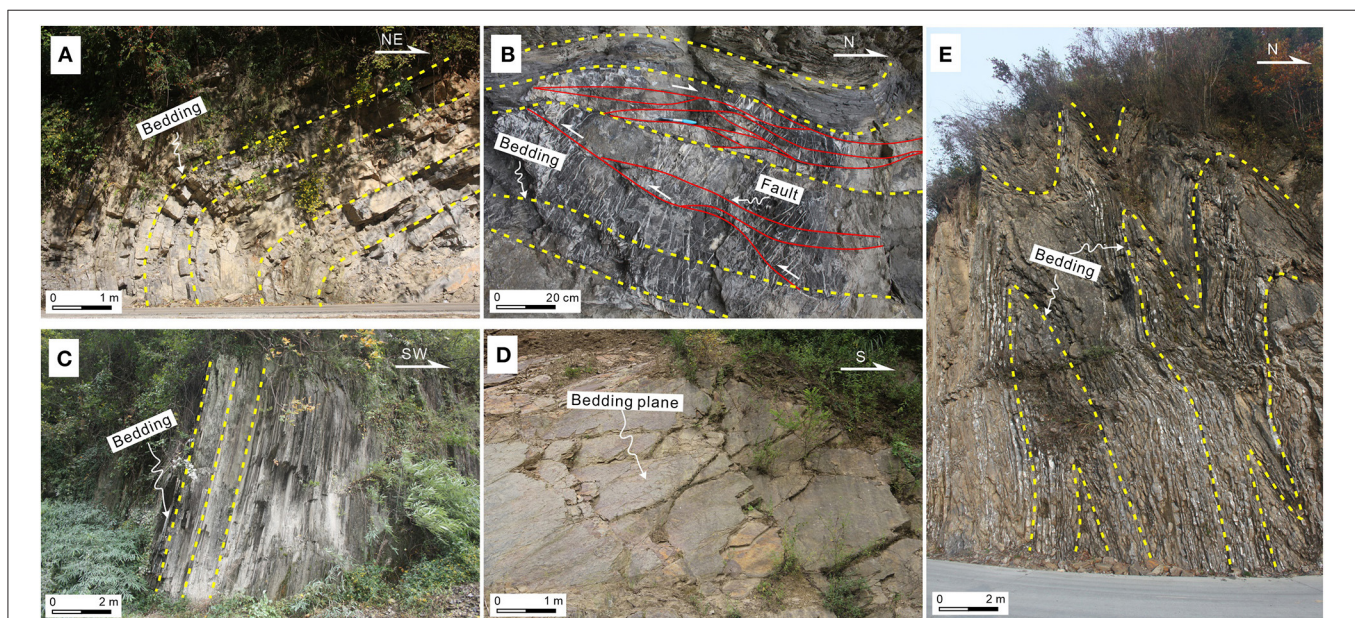 A
NE
Bedding
0 1 m
B
N
Bedding
Fault
0 20 cm
C
SW
Bedding
0 2 m
D
S
Bedding plane
0 1 m
E
N
Bedding
0 2 m